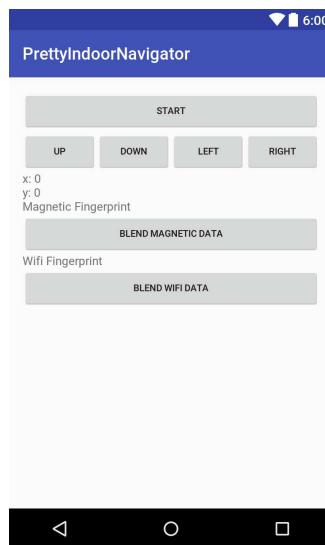 6:00
PrettyIndoorNavigator
START
UP DOWN LEFT RIGHT
x: 0
y: 0
Magnetic Fingerprint
BLEND MAGNETIC DATA
Wifi Fingerprint
BLEND WIFI DATA